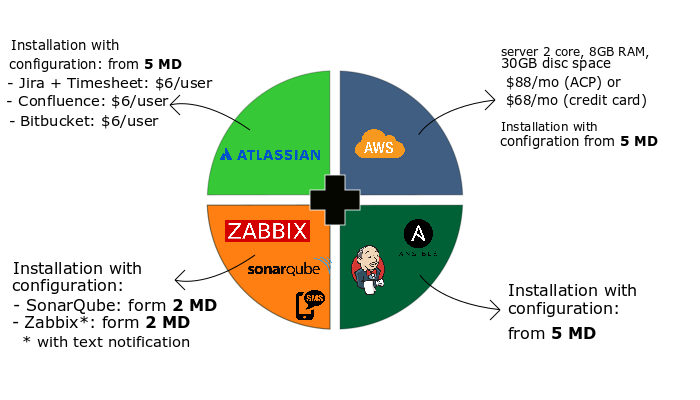 Installation with
configuration: from 5 MD
- Jira + Timesheet: $6/user
- Confluence: $6/user
- Bitbucket: $6/user
server 2 core, 8GB RAM,
30GB disc space
$88/mo (ACP) or
$68/mo (credit card)
Installation with
configration from 5 MD
ATLASSIAN
AWS
ZABBIX
sonarqube
SMS
ANSIBLE
Installation with
configuration:
- SonarQube: form 2 MD
- Zabbix*: form 2 MD
* with text notification
Installation with
configuration:
from 5 MD